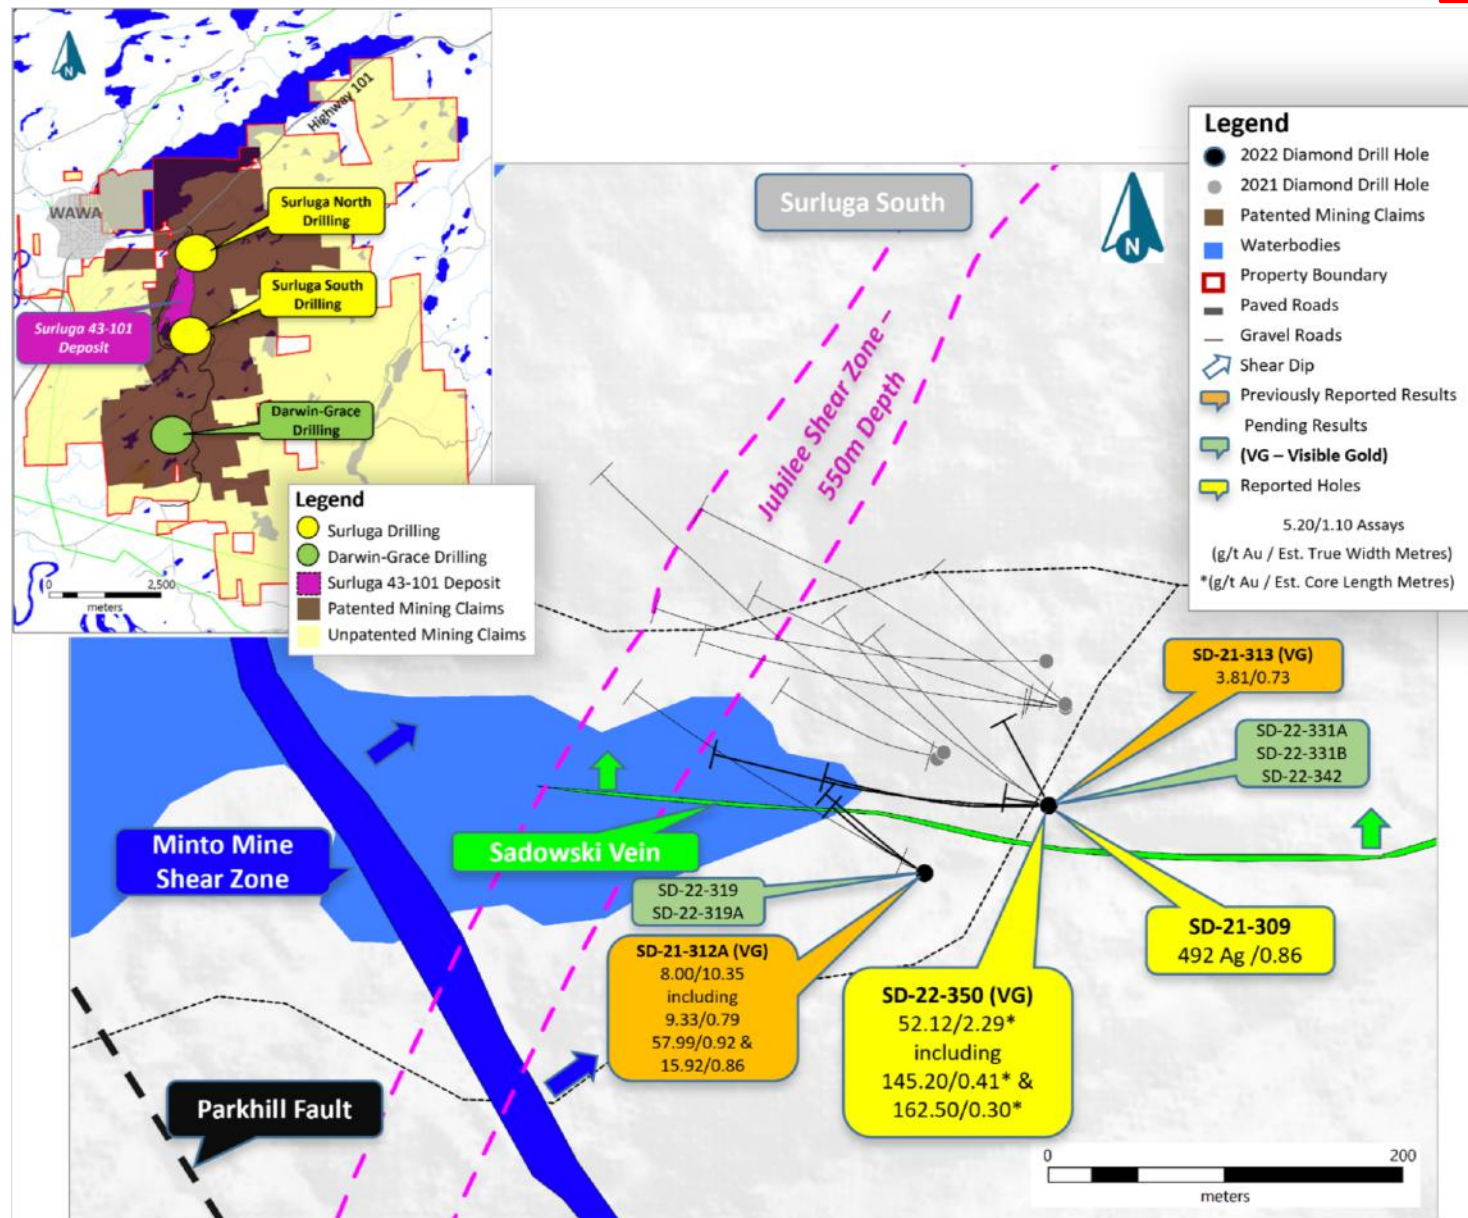 N
Highway 101
WAWA
Surluga North
Drilling
Surluga South
Drilling
Surluga 43-101
Deposit
Darwin-Grace
Drilling
0
2,500
meters
Legend
Surluga Drilling
Darwin-Grace Drilling
Surluga 43-101 Deposit
Patented Mining Claims
Unpatented Mining Claims
Surluga South
N
Legend
2022 Diamond Drill Hole
2021 Diamond Drill Hole
Patented Mining Claims
Waterbodies
Property Boundary
Paved Roads
Gravel Roads
Shear Dip
Previously Reported Results
Pending Results
(VG – Visible Gold)
Reported Holes
5.20/1.10 Assays
(g/t Au / Est. True Width Metres)
*(g/t Au / Est. Core Length Metres)
Jubilee Shear Zone –
550m Depth
SD-21-313 (VG)
3.81/0.73
SD-22-331A
SD-22-331B
SD-22-342
Minto Mine
Shear Zone
Sadowski Vein
SD-22-319
SD-22-319A
SD-21-312A (VG)
8.00/10.35
including
9.33/0.79
57.99/0.92 &
15.92/0.86
SD-22-350 (VG)
52.12/2.29*
including
145.20/0.41* &
162.50/0.30*
SD-21-309
492 Ag /0.86
Parkhill Fault
0
200
meters